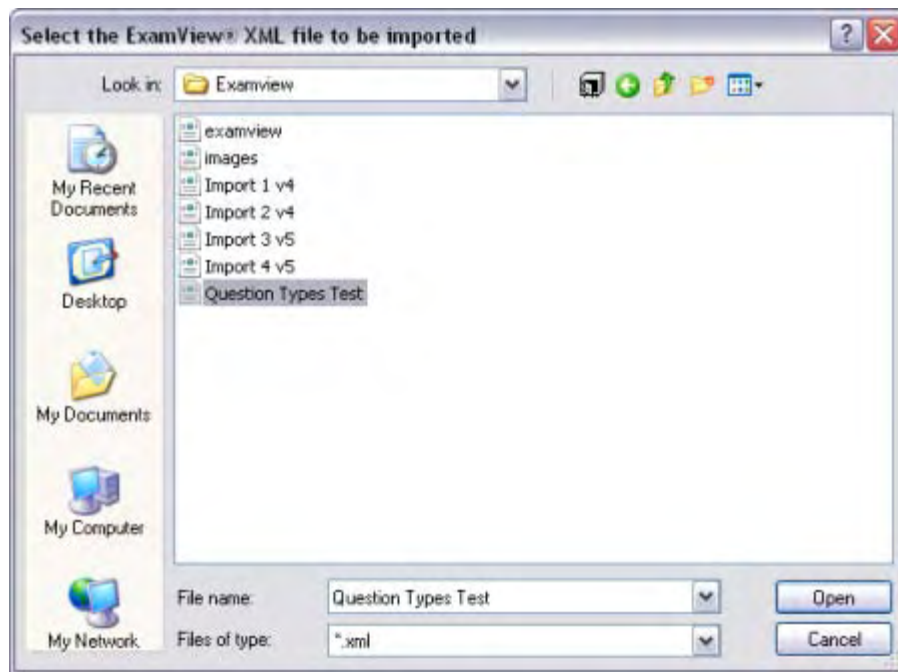 Select the ExamView® XML file to be imported
Look in:
Examview
My Recent
Documents
Desktop
My Documents
My Computer
My Network
examview
images
Import 1 v4
Import 2 v4
Import 3 v5
Import 4 v5
Question Types Test
File name:
Question Types Test
Open
Files of type:
*.xml
Cancel